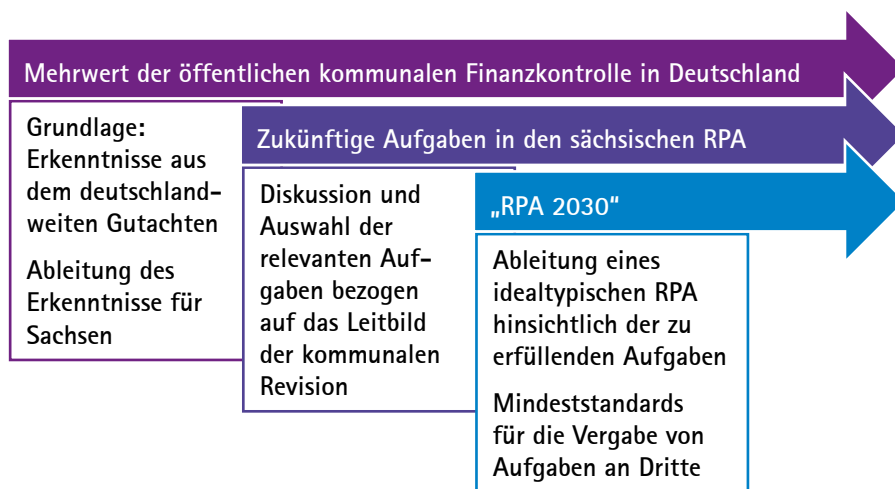 Mehrwert der öffentlichen kommunalen Finanzkontrolle in Deutschland
Grundlage:
Erkenntnisse aus
dem deutschland-
weiten Gutachten
Ableitung des
Erkenntnisse für
Sachsen
Zukünftige Aufgaben in den sächsischen RPA
Diskussion und
Auswahl der
relevanten Auf-
gaben bezogen
auf das Leitbild
der kommunalen
Revision
„RPA 2030“
Ableitung eines
idealtypischen RPA
hinsichtlich der zu
erfüllenden Aufgaben
Mindeststandards
für die Vergabe von
Aufgaben an Dritte